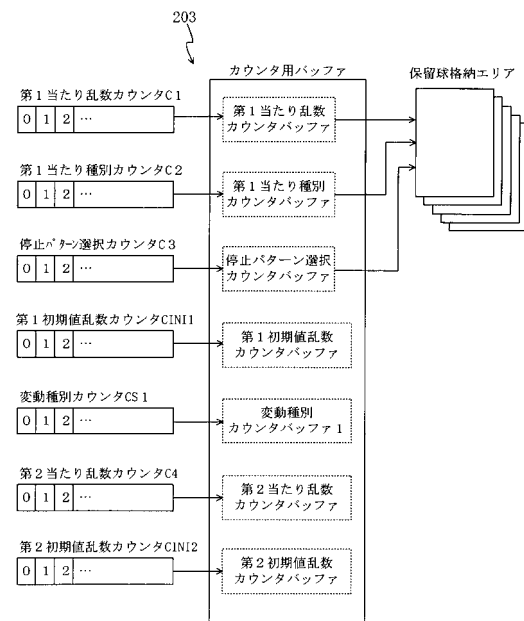 203
カウンタ用バッファ
保留球格納エリア
第1当たり乱数カウンタC1
0 1 2 …
第1当たり乱数
カウンタバッファ
第1当たり種別カウンタC2
0 1 2 …
第1当たり種別
カウンタバッファ
停止パターン選択カウンタC3
0 1 2 …
停止パターン選択
カウンタバッファ
第1初期値乱数カウンタCINI1
0 1 2 …
第1初期値乱数
カウンタバッファ
変動種別カウンタCS1
0 1 2 …
変動種別
カウンタバッファ1
第2当たり乱数カウンタC4
0 1 2 …
第2当たり乱数
カウンタバッファ
第2初期値乱数カウンタCINI2
0 1 2 …
第2初期値乱数
カウンタバッファ